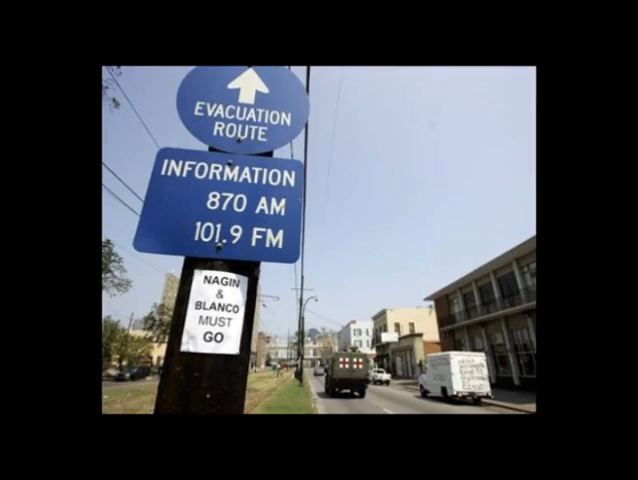 EVACUATION
ROUTE
INFORMATION
870 AM
101.9 FM
NAGIN
&
BLANCO
MUST
GO